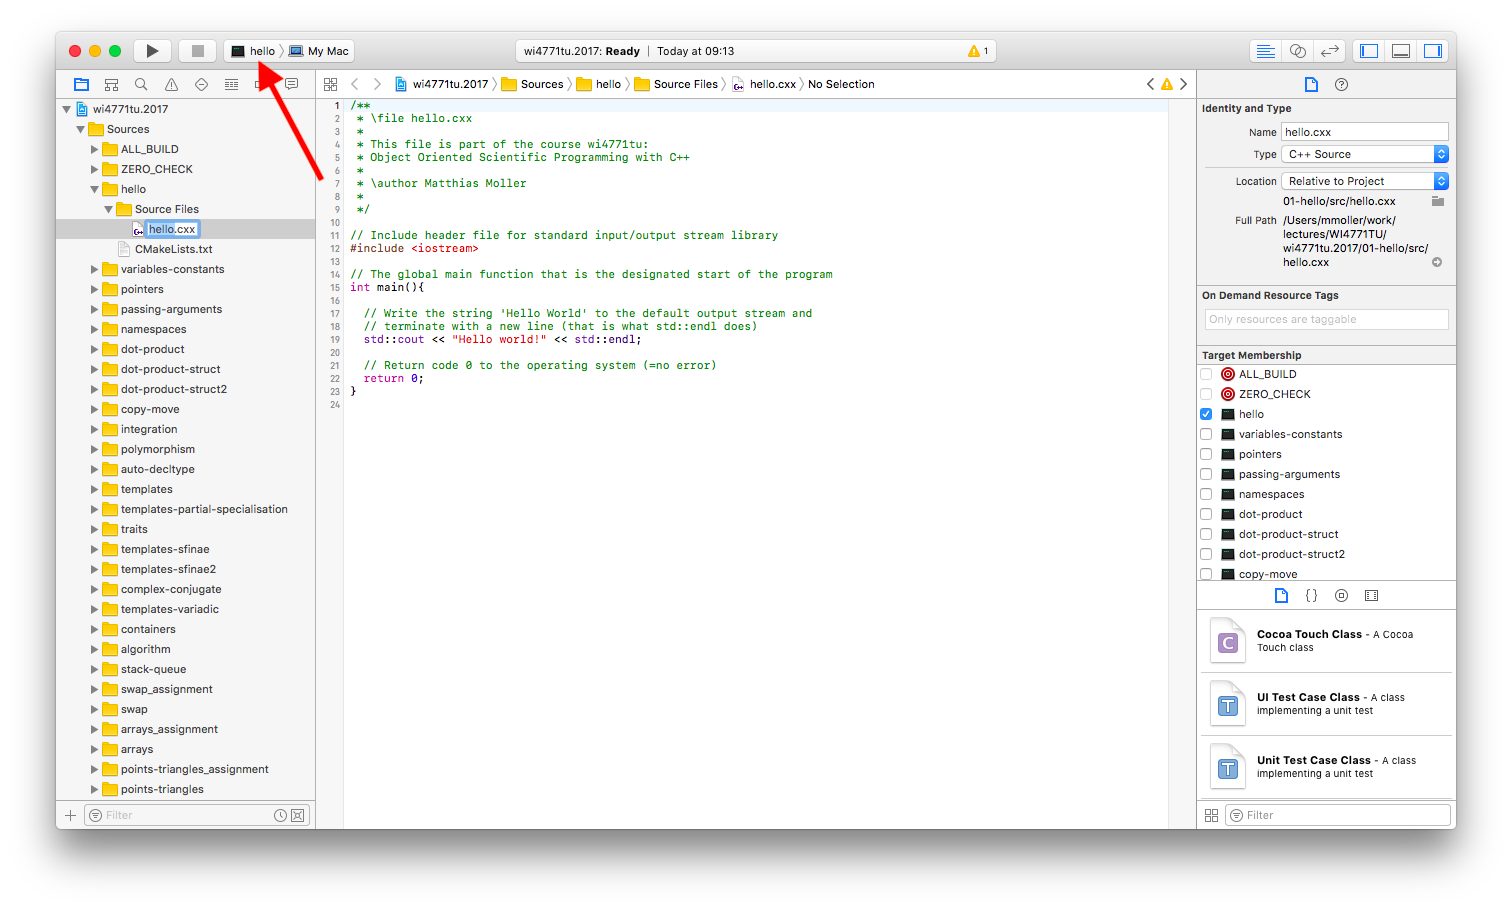 hello
My Mac
wi4771tu.2017: Ready | Today at 09:13
1
wi4771tu.2017
Sources
hello
Source Files
hello.cxx
No Selection
wi4771tu.2017
Sources
ALL_BUILD
ZERO_CHECK
hello
Source Files
hello.cxx
CMakeLists.txt
variables-constants
pointers
passing-arguments
namespaces
dot-product
dot-product-struct
dot-product-struct2
copy-move
integration
polymorphism
auto-decltype
templates
templates-partial-specialisation
traits
templates-sfinae
templates-sfinae2
complex-conjugate
templates-variadic
containers
algorithm
stack-queue
swap_assignment
swap
arrays_assignment
arrays
points-triangles_assignment
points-triangles
Filter
1 /**
2 * \file hello.cxx
3 *
4 * This file is part of the course wi4771tu:
5 * Object Oriented Scientific Programming with C++
6 *
7 * \author Matthias Moller
8 *
9 */
10
11 // Include header file for standard input/output stream library
12 #include <iostream>
13
14 // The global main function that is the designated start of the program
15 int main(){
16
17 // Write the string 'Hello World' to the default output stream and
18 // terminate with a new line (that is what std::endl does)
19 std::cout << "Hello world!" << std::endl;
20
21 // Return code 0 to the operating system (=no error)
22 return 0;
23 }
24
Identity and Type
Name hello.cxx
Type C++ Source
Location Relative to Project
01-hello/src/hello.cxx
Full Path /Users/mmoller/work/
lectures/WI4771TU/
wi4771tu.2017/01-hello/src/
hello.cxx
On Demand Resource Tags
Only resources are taggable
Target Membership
ALL_BUILD
ZERO_CHECK
hello
variables-constants
pointers
passing-arguments
namespaces
dot-product
dot-product-struct
dot-product-struct2
copy-move
{ }
C
Cocoa Touch Class - A Cocoa
Touch class
T
UI Test Case Class - A class
implementing a unit test
T
Unit Test Case Class - A class
implementing a unit test
Filter